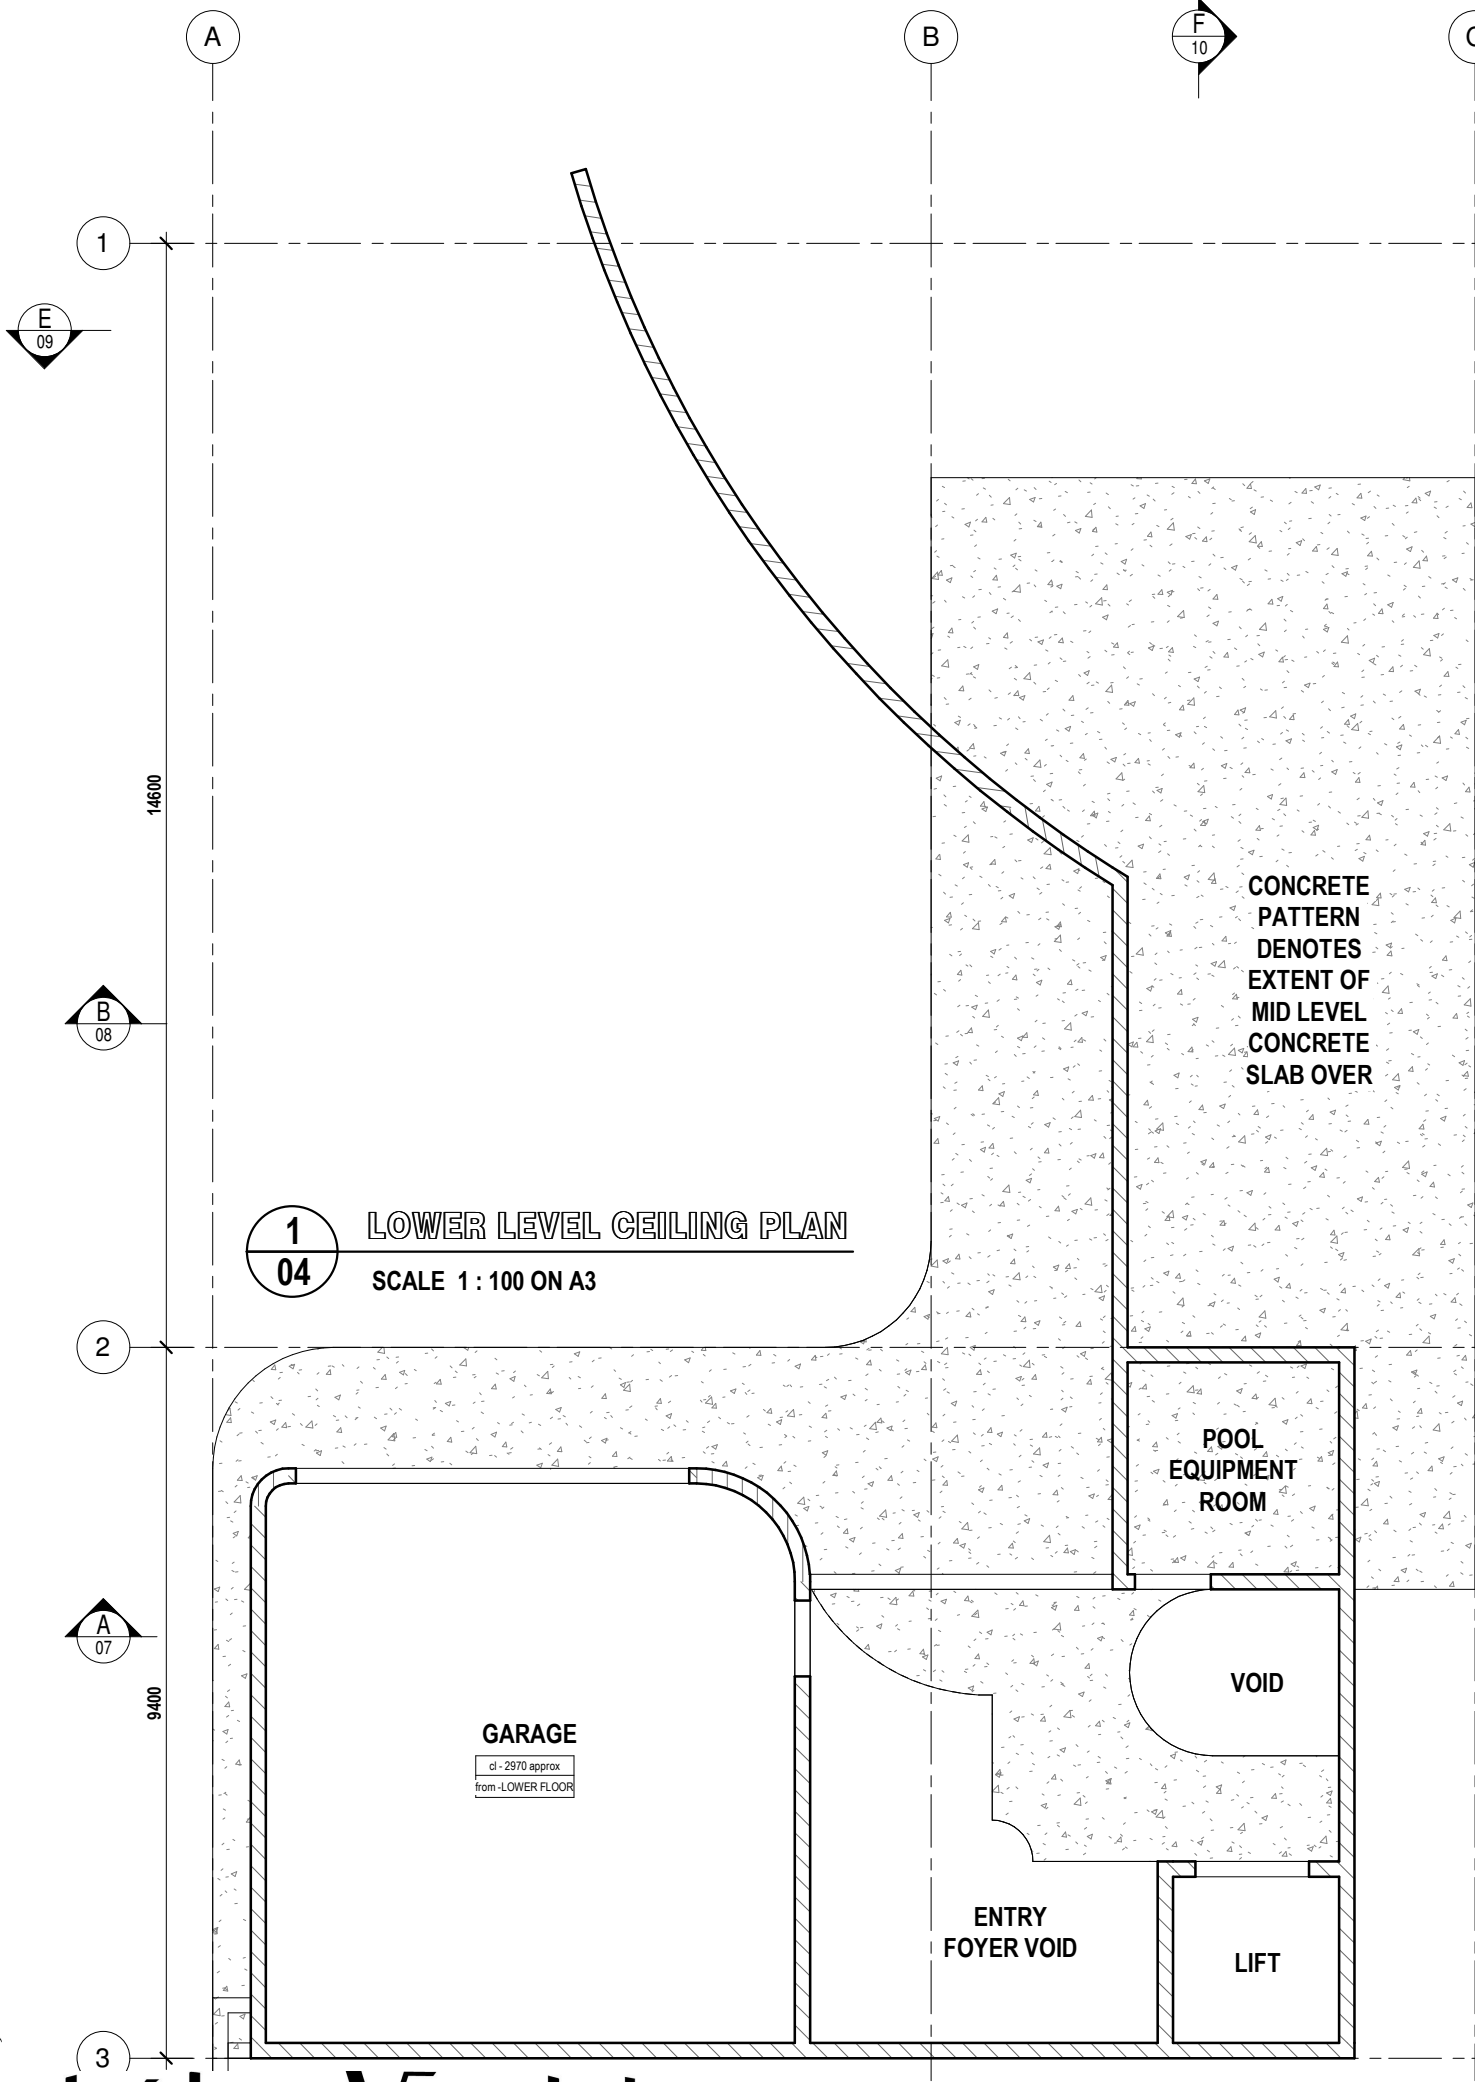 A
B
F
10
1
E
09
14600
CONCRETE
PATTERN
DENOTES
EXTENT OF
MID LEVEL
CONCRETE
SLAB OVER
B
08
1
04
LOWER LEVEL CEILING PLAN
SCALE 1 : 100 ON A3
2
POOL
EQUIPMENT
ROOM
A
07
9400
VOID
GARAGE
cl - 2970 approx
from -LOWER FLOOR
ENTRY
FOYER VOID
LIFT
3